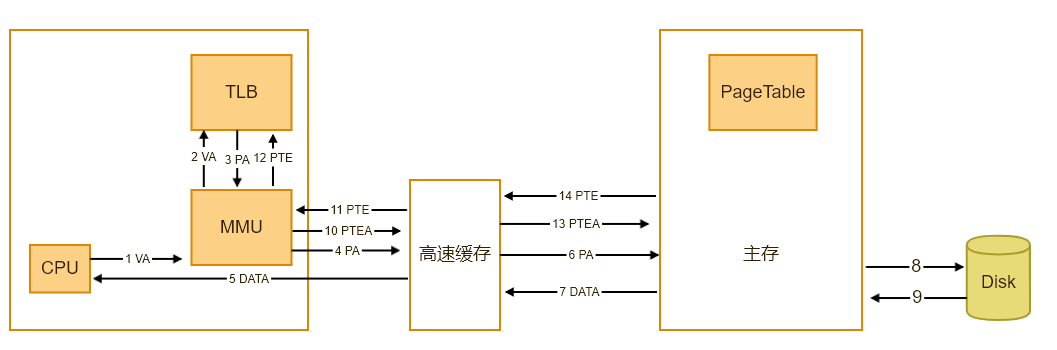 TLB
PageTable
2 VA
3 PA
12 PTE
14 PTE
11 PTE
13 PTEA
MMU
10 PTEA
4 PA
高速缓存
6 PA
主存
1 VA
CPU
5 DATA
7 DATA
8
9
Disk